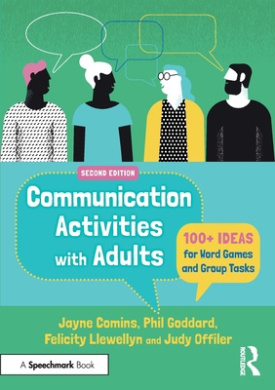 SECOND EDITION
Communication
Activities
with Adults
100+ IDEAS
for Word Games
and Group Tasks
Jayne Comins, Phil Goddard,
Felicity Llewellyn and Judy Offiler
A Speechmark Book
ROUTLEDGE